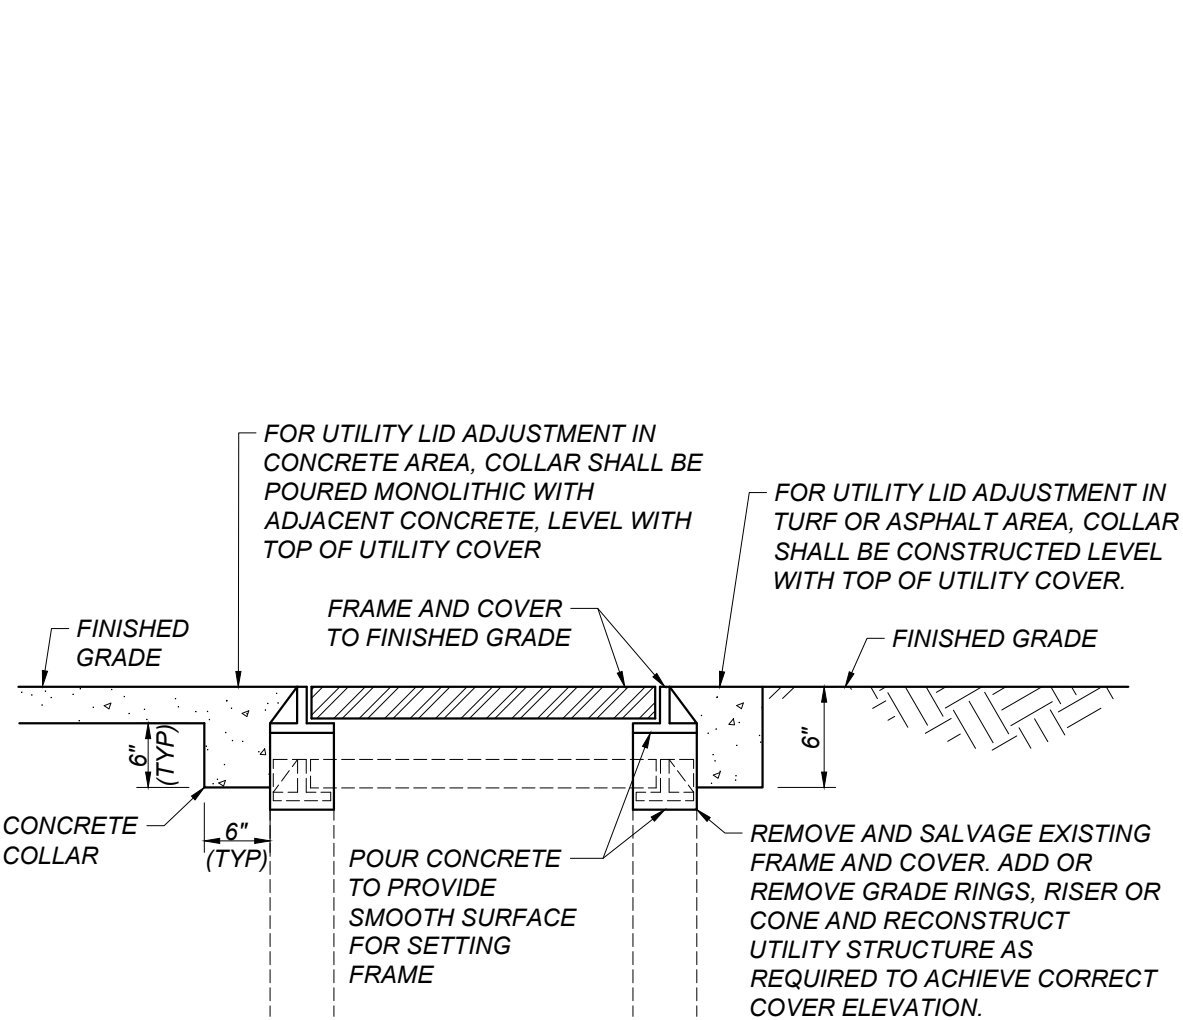 FOR UTILITY LID ADJUSTMENT IN
CONCRETE AREA, COLLAR SHALL BE
POURED MONOLITHIC WITH
ADJACENT CONCRETE, LEVEL WITH
TOP OF UTILITY COVER
FOR UTILITY LID ADJUSTMENT IN
TURF OR ASPHALT AREA, COLLAR
SHALL BE CONSTRUCTED LEVEL
WITH TOP OF UTILITY COVER.
FRAME AND COVER
TO FINISHED GRADE
FINISHED
GRADE
FINISHED GRADE
6"
(TYP)
6"
CONCRETE
COLLAR
6"
(TYP)
POUR CONCRETE
TO PROVIDE
SMOOTH SURFACE
FOR SETTING
FRAME
REMOVE AND SALVAGE EXISTING
FRAME AND COVER. ADD OR
REMOVE GRADE RINGS, RISER OR
CONE AND RECONSTRUCT
UTILITY STRUCTURE AS
REQUIRED TO ACHIEVE CORRECT
COVER ELEVATION.